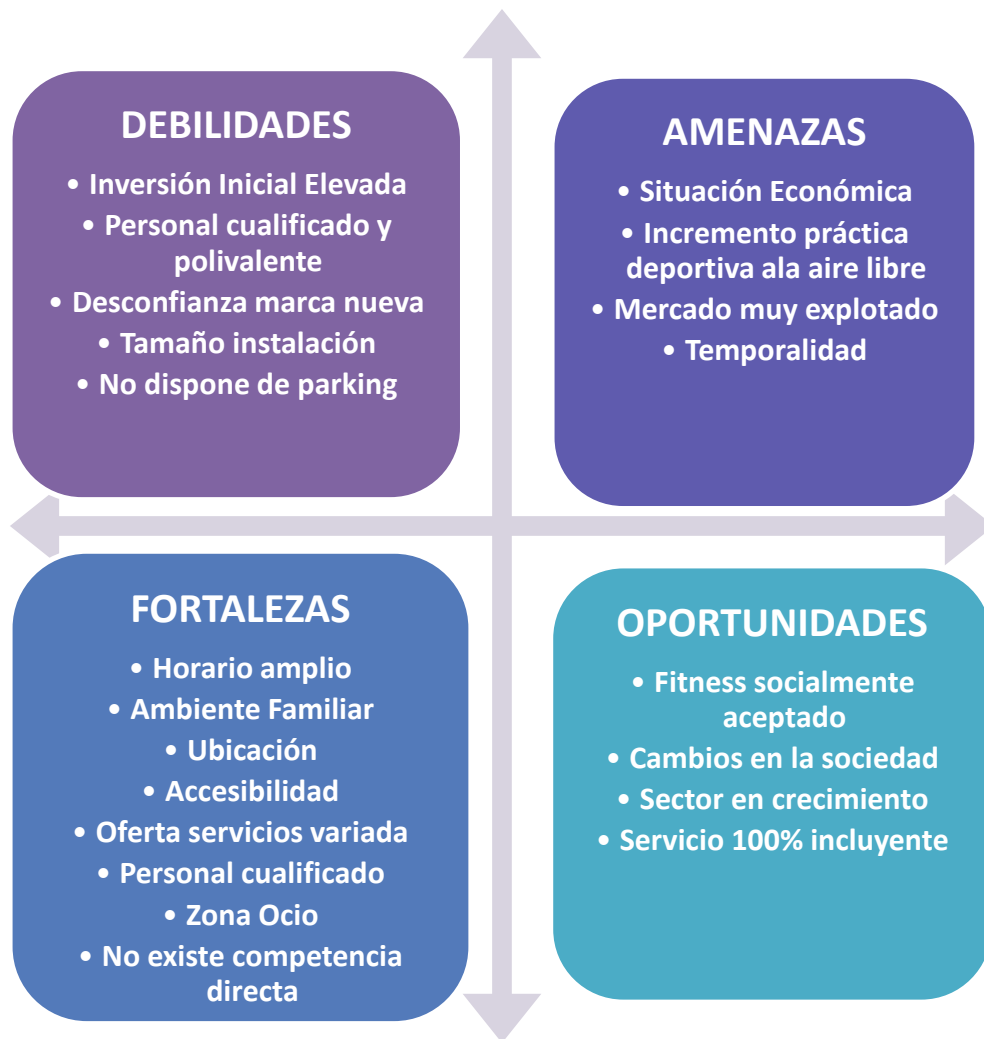 DEBILIDADES
• Inversión Inicial Elevada
• Personal cualificado y
polivalente
• Desconfianza marca nueva
• Tamaño instalación
• No dispone de parking
AMENAZAS
• Situación Económica
• Incremento práctica
deportiva ala aire libre
• Mercado muy explotado
• Temporalidad
FORTALEZAS
• Horario amplio
• Ambiente Familiar
• Ubicación
• Accesibilidad
• Oferta servicios variada
• Personal cualificado
• Zona Ocio
• No existe competencia
directa
OPORTUNIDADES
• Fitness socialmente
aceptado
• Cambios en la sociedad
• Sector en crecimiento
• Servicio 100% incluyente